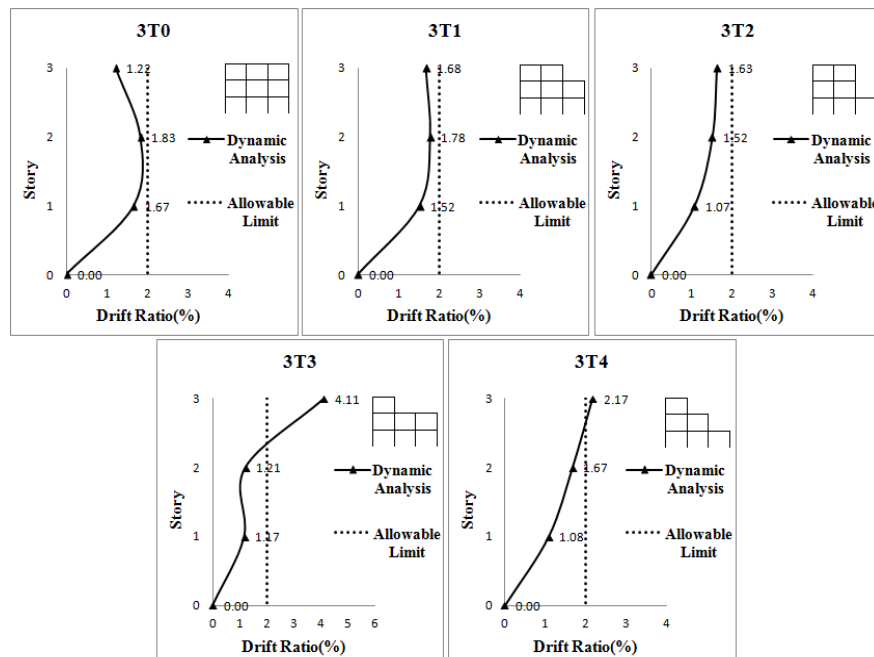 3T0
3
2
1
0
Story
1.22
1.83
1.67
0.00
0
1
2
3
4
Drift Ratio(%)
Dynamic
Analysis
Allowable
Limit
3T1
3
2
1
0
Story
1.68
1.78
1.52
0.00
0
1
2
3
4
Drift Ratio(%)
Dynamic
Analysis
Allowable
Limit
3T2
3
2
1
0
Story
1.63
1.52
1.07
0.00
0
1
2
3
4
Drift Ratio(%)
Dynamic
Analysis
Allowable
Limit
3T3
3
2
1
0
Story
4.11
1.21
1.17
0.00
0
1
2
3
4
5
6
Drift Ratio(%)
Dynamic
Analysis
Allowable
Limit
3T4
3
2
1
0
Story
2.17
1.67
1.08
0.00
0
1
2
3
4
Drift Ratio(%)
Dynamic
Analysis
Allowable
Limit